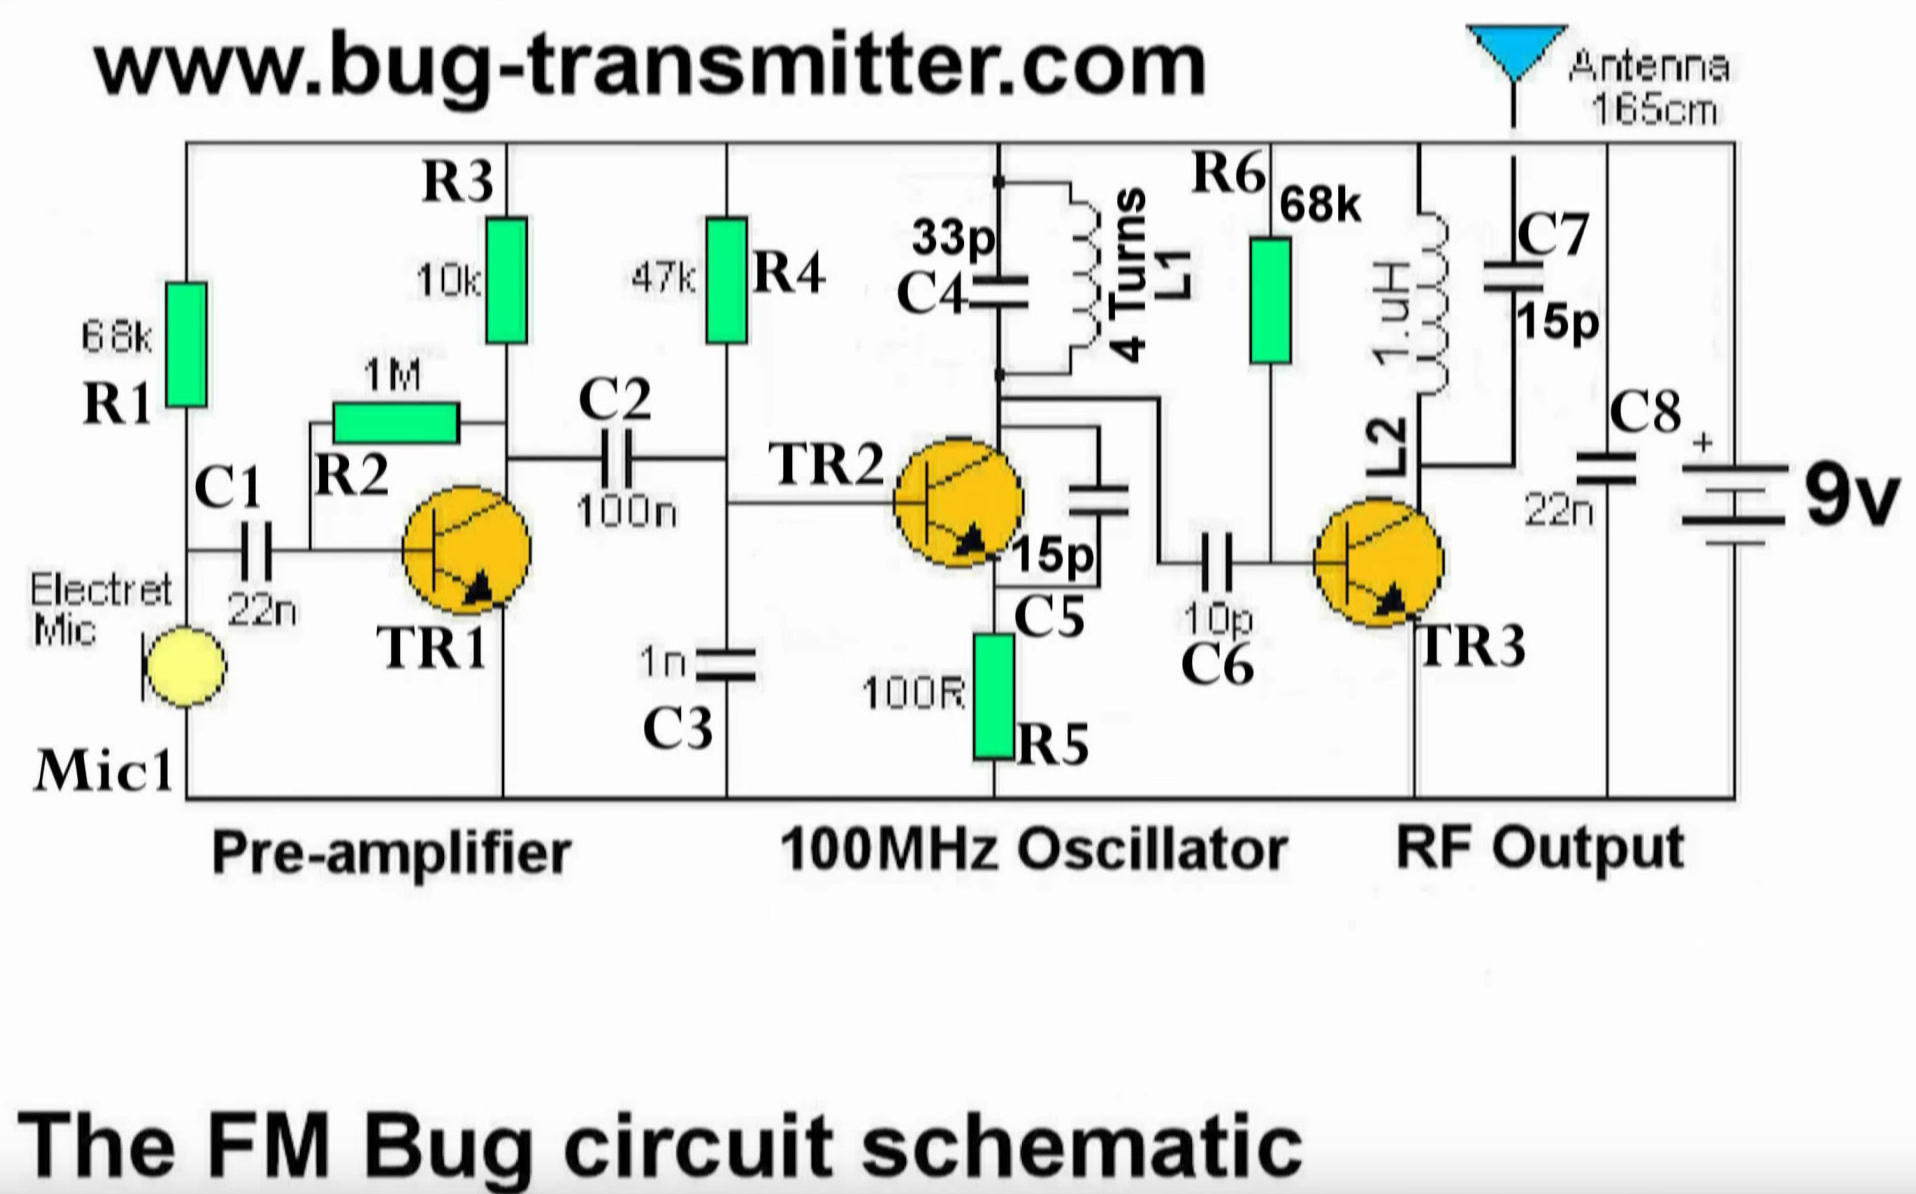 www.bug-transmitter.com
Antenna
165cm
R3
R6
68k
33p
C4
4 Turns
L1
C7
15p
10k
47k
R4
1.uH
L2
68k
R1
1M
R2
C2
100n
C8
22n
+
9v
C1
22n
TR2
15p
C5
Electret
Mic
TR1
1n
C3
100R
R5
10p
C6
TR3
Mic1
Pre-amplifier
100MHz Oscillator
RF Output
The FM Bug circuit schematic